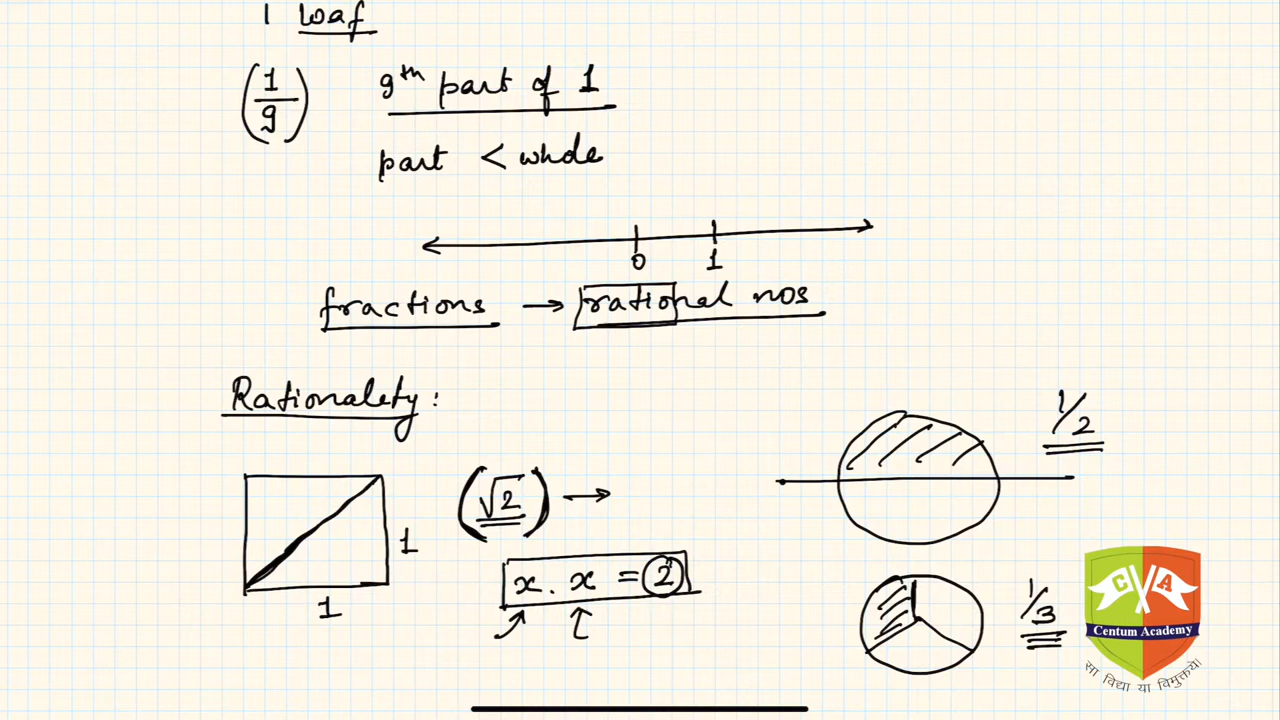 1 loaf
(1/9) 9th part of 1
part < whole
0 1
fractions → rational nos
Rationalety:
1/2
(√2) →
1
x . x = 2
1
1/3
C A
Centum Academy
सा विद्या या विमुक्तये।